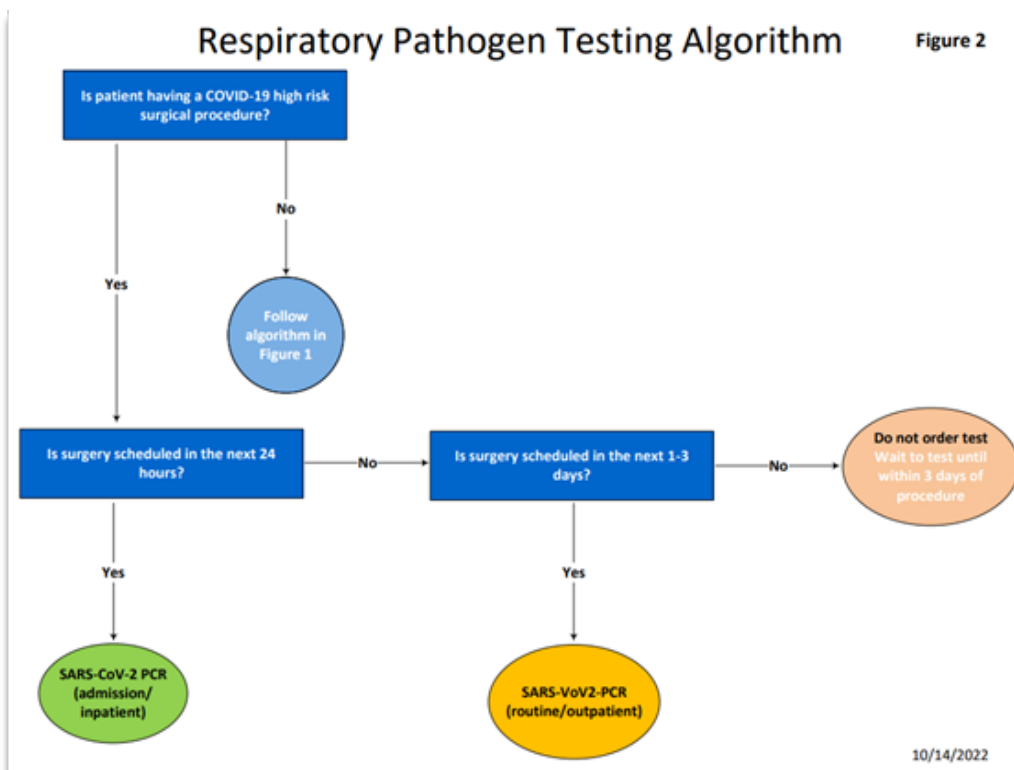 Respiratory Pathogen Testing Algorithm
Figure 2
Is patient having a COVID-19 high risk
surgical procedure?
No
Yes
Follow
algorithm in
Figure 1
Is surgery scheduled in the next 24
hours?
No
Is surgery scheduled in the next 1-3
days?
No
Do not order test
Wait to test until
within 3 days of
procedure
Yes
Yes
SARS-CoV-2 PCR
(admission/
inpatient)
SARS-VoV2-PCR
(routine/outpatient)
10/14/2022